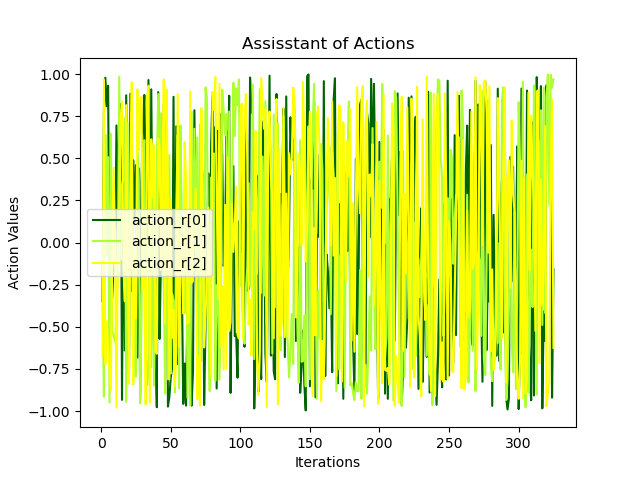 Assisstant of Actions
Action Values
1.00
0.75
0.50
0.25
0.00
−0.25
−0.50
−0.75
−1.00
action_r[0]
action_r[1]
action_r[2]
0 50 100 150 200 250 300
Iterations